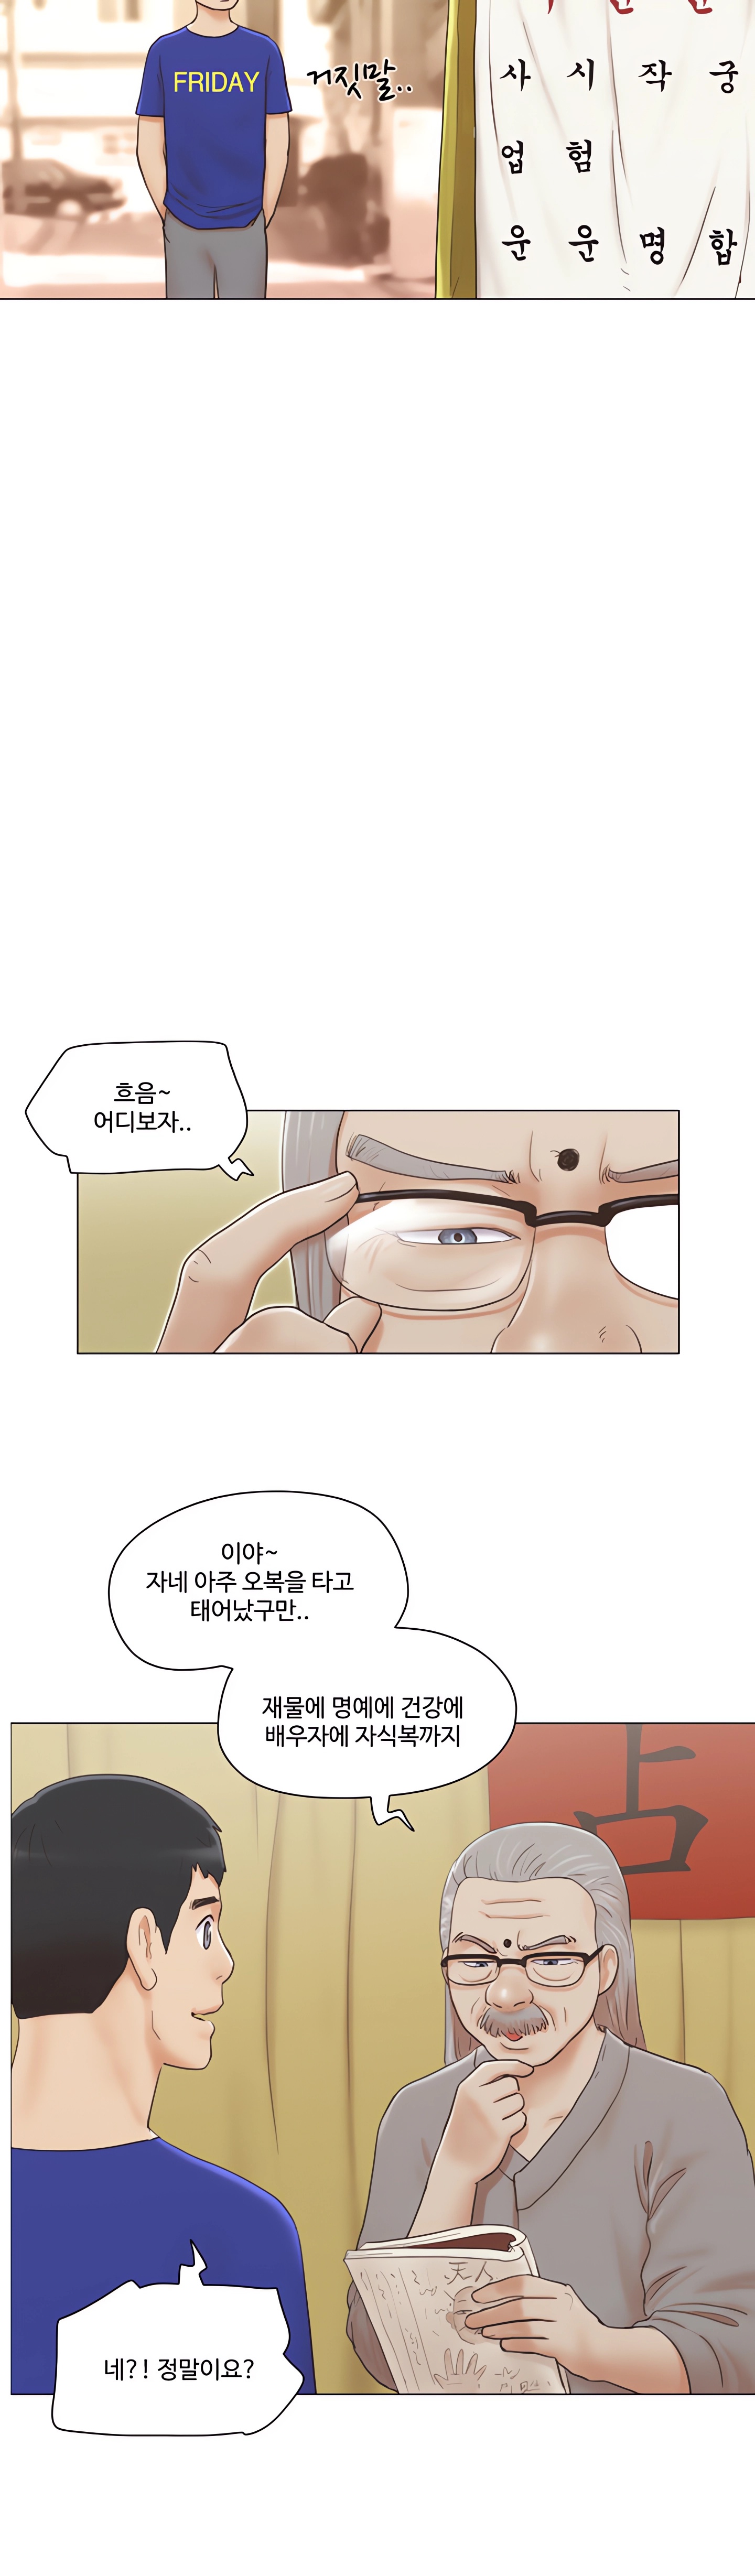 FRIDAY
거짓말..
사 시 작 궁
업 험
운 운 명 합
흐음~
어디보자..
이야~
자네 아주 오복을 타고
태어났구만..
재물에 명예에 건강에
배우자에 자식복까지
占
天人
네?! 정말이요?